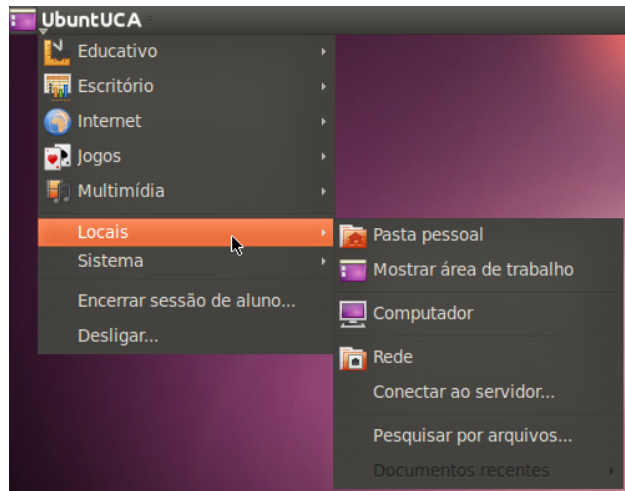 UbuntUCA
Educativo
Escritório
Internet
Jogos
Multimídia
Locais
Sistema
Encerrar sessão de aluno...
Desligar...
Pasta pessoal
Mostrar área de trabalho
Computador
Rede
Conectar ao servidor...
Pesquisar por arquivos...
Documentos recentes